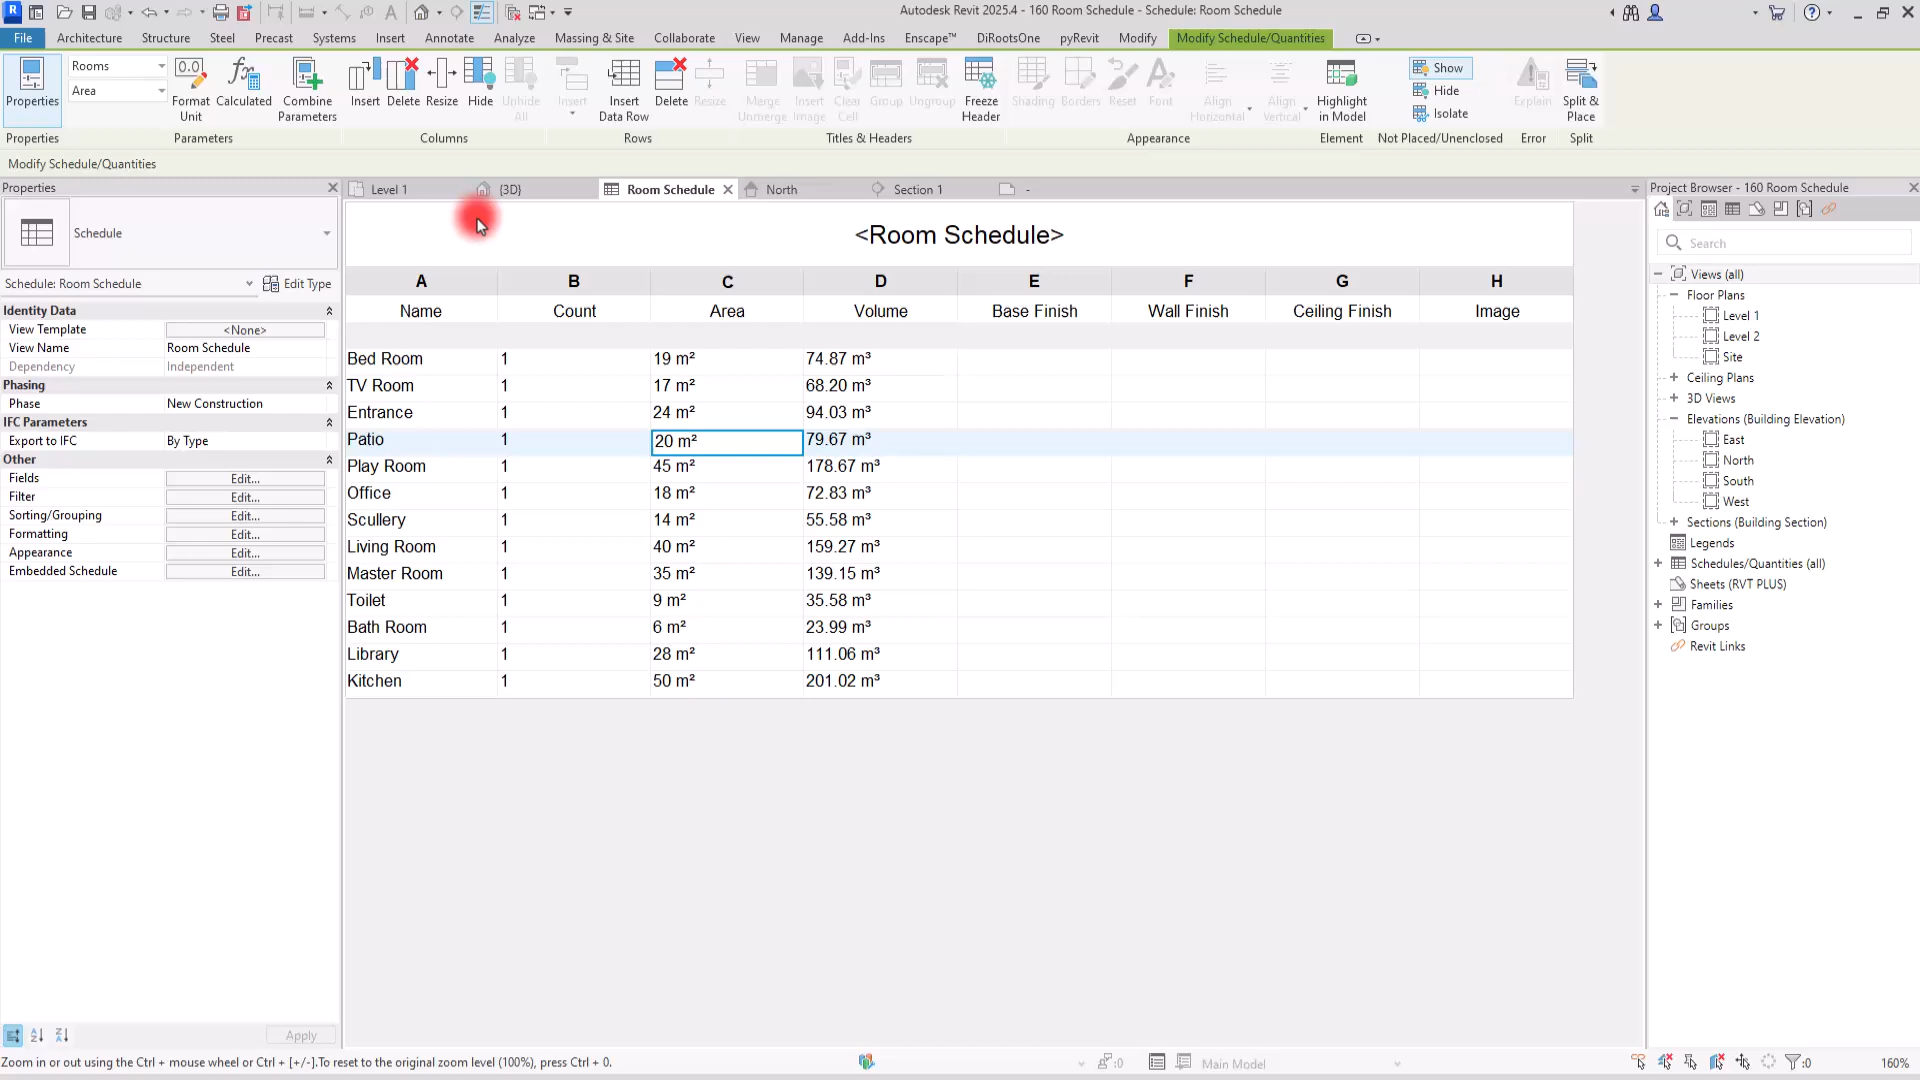 Autodesk Revit 2025.4 - 160 Room Schedule - Schedule: Room Schedule
File Architecture Structure Steel Precast Systems Insert Annotate Analyze Massing & Site Collaborate View Manage Add-Ins Enscape™ DiRootsOne pyRevit Modify Modify Schedule/Quantities
Rooms
Area
Properties
Format Unit
Calculated
Combine Parameters
Insert
Delete
Resize
Hide
Unhide All
Insert
Insert Data Row
Delete
Resize
Merge Unmerge
Insert Image
Clear Cell
Group
Ungroup
Freeze Header
Shading
Borders
Reset
Font
Align Horizontal
Align Vertical
Highlight in Model
Show
Hide
Isolate
Explain
Split & Place
Properties Parameters Columns Rows Titles & Headers Appearance Element Not Placed/Unenclosed Error Split
Modify Schedule/Quantities
Properties
Schedule
Schedule: Room Schedule Edit Type
Identity Data
View Template <None>
View Name Room Schedule
Dependency Independent
Phasing
Phase New Construction
IFC Parameters
Export to IFC By Type
Other
Fields Edit...
Filter Edit...
Sorting/Grouping Edit...
Formatting Edit...
Appearance Edit...
Embedded Schedule Edit...
Apply
Level 1 {3D} Room Schedule North Section 1 -
<Room Schedule>
A B C D E F G H
Name Count Area Volume Base Finish Wall Finish Ceiling Finish Image
Bed Room 1 19 m² 74.87 m³
TV Room 1 17 m² 68.20 m³
Entrance 1 24 m² 94.03 m³
Patio 1 20 m² 79.67 m³
Play Room 1 45 m² 178.67 m³
Office 1 18 m² 72.83 m³
Scullery 1 14 m² 55.58 m³
Living Room 1 40 m² 159.27 m³
Master Room 1 35 m² 139.15 m³
Toilet 1 9 m² 35.58 m³
Bath Room 1 6 m² 23.99 m³
Library 1 28 m² 111.06 m³
Kitchen 1 50 m² 201.02 m³
Project Browser - 160 Room Schedule
Search
Views (all)
Floor Plans
Level 1
Level 2
Site
Ceiling Plans
3D Views
Elevations (Building Elevation)
East
North
South
West
Sections (Building Section)
Legends
Schedules/Quantities (all)
Sheets (RVT PLUS)
Families
Groups
Revit Links
Zoom in or out using the Ctrl + mouse wheel or Ctrl + [+/-].To reset to the original zoom level (100%), press Ctrl + 0. :0 Main Model :0 160%